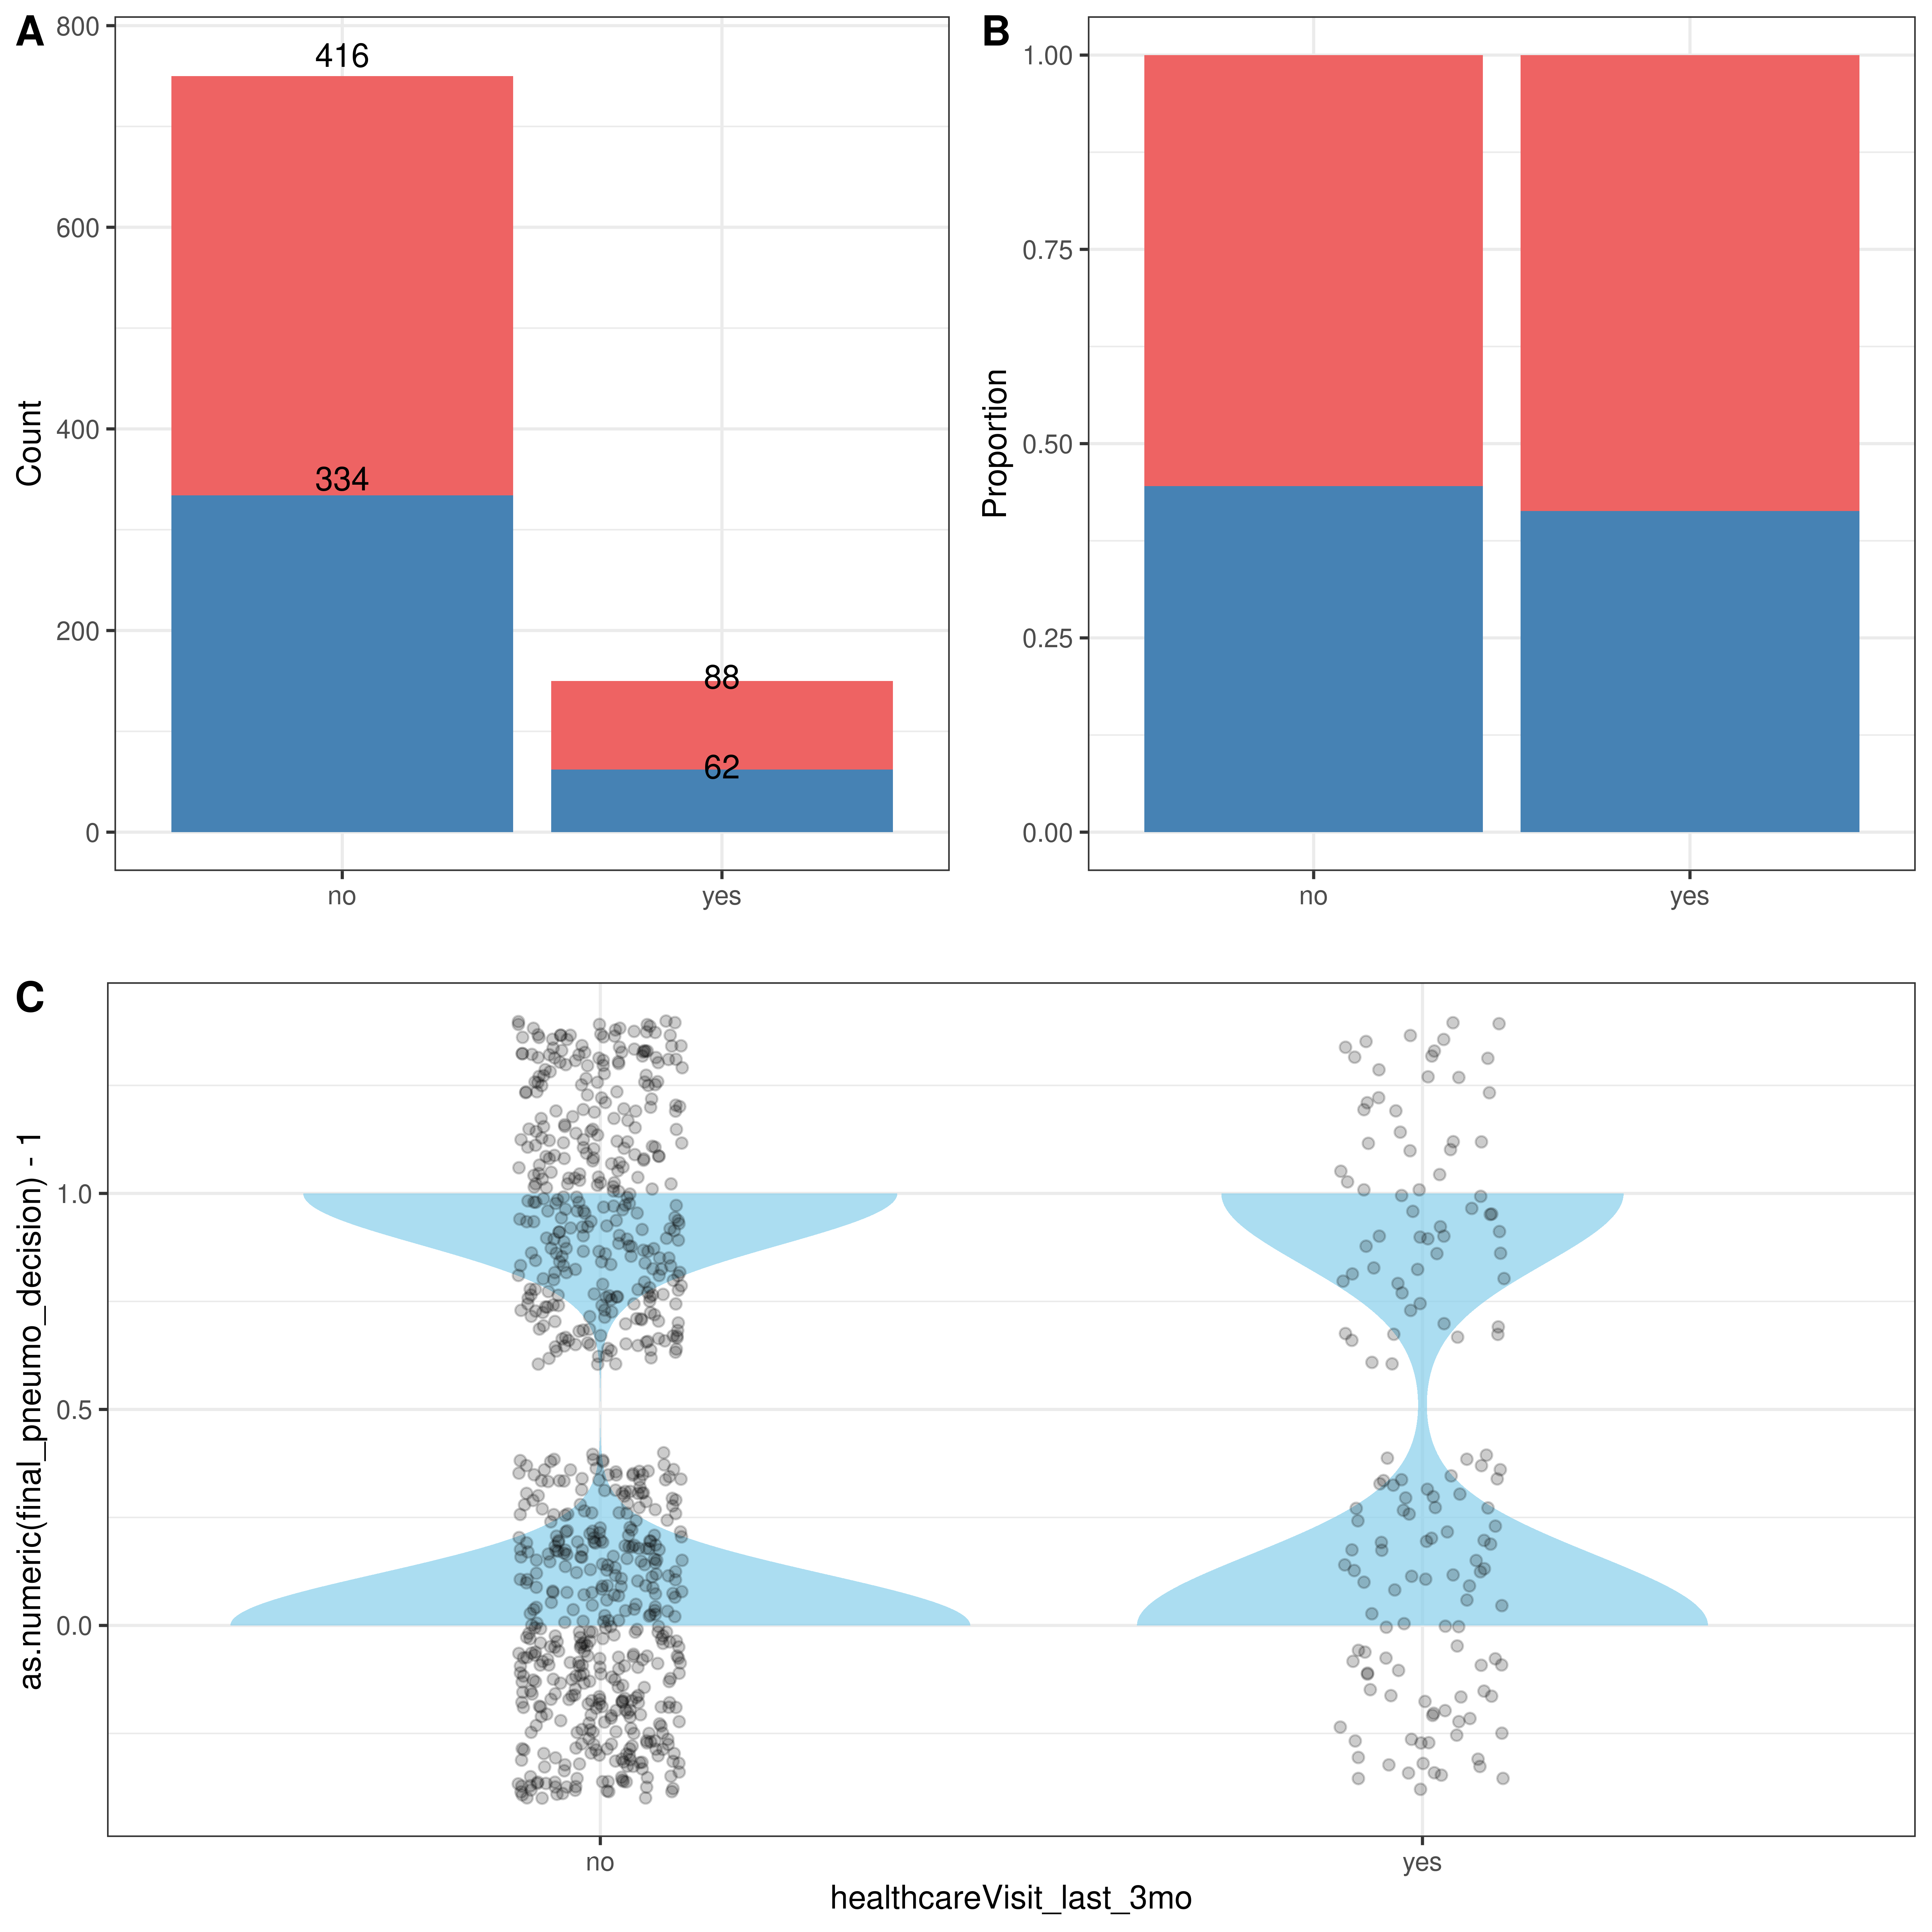 A
Count
800
600
400
200
0
416
334
88
62
no yes
B
Proportion
1.00
0.75
0.50
0.25
0.00
no yes
C
as.numeric(final_pneumo_decision) - 1
1.0
0.5
0.0
no yes
healthcareVisit_last_3mo